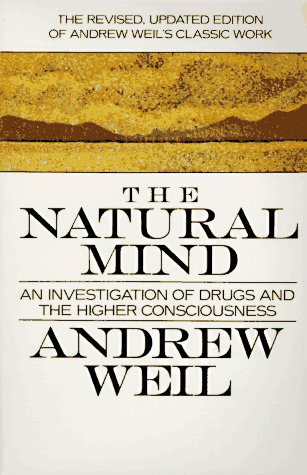 THE REVISED, UPDATED EDITION
OF ANDREW WEIL'S CLASSIC WORK
THE
NATURAL
MIND
AN INVESTIGATION OF DRUGS AND
THE HIGHER CONSCIOUSNESS
ANDREW
WEIL